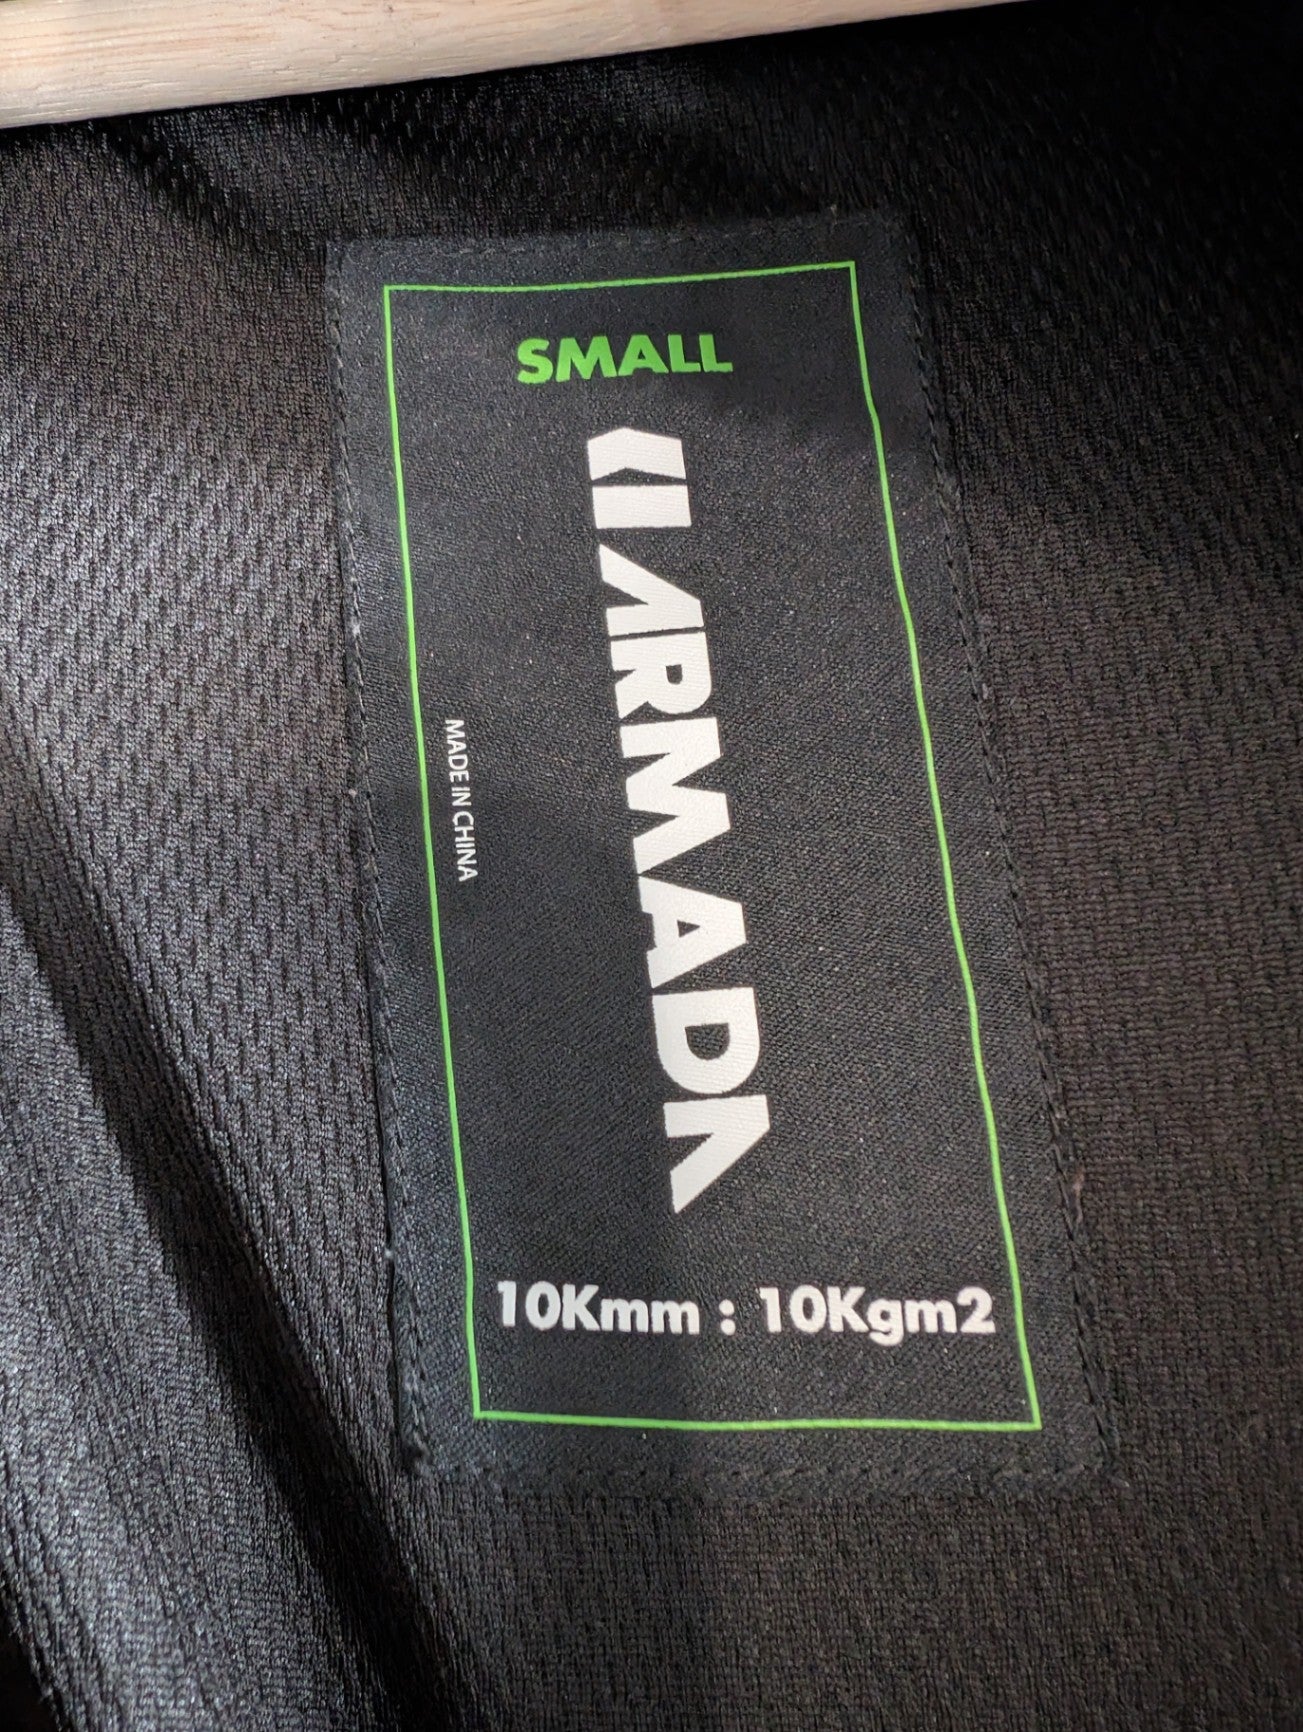 SMALL
ARMADA
MADE IN CHINA
10Kmm : 10Kgm2